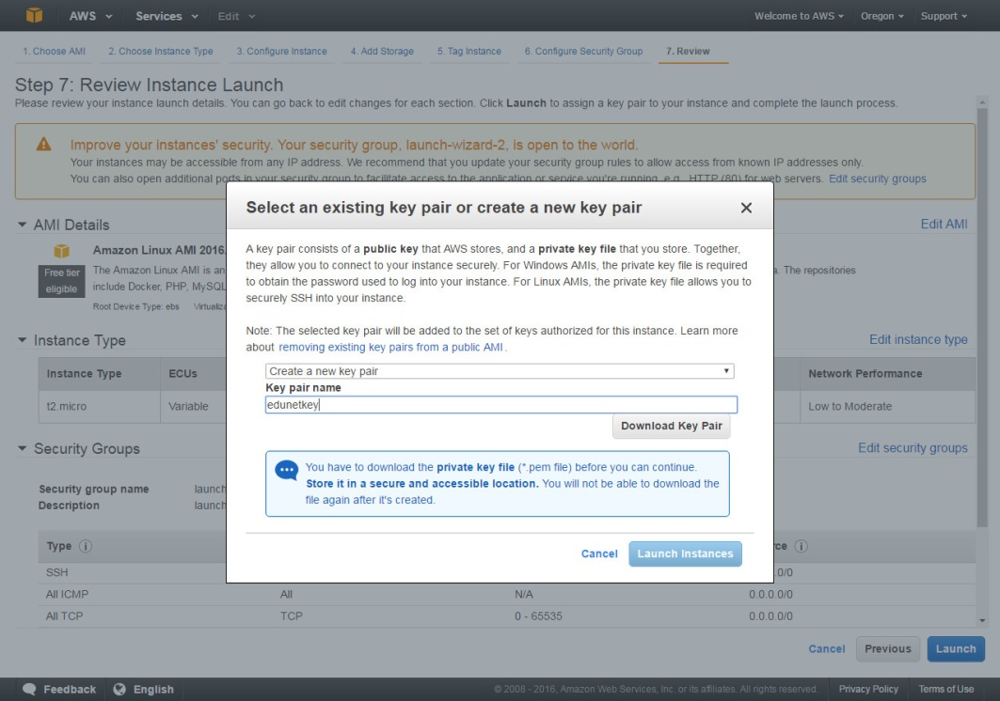 AWS Services Edit Welcome to AWS Oregon Support
1. Choose AMI 2. Choose Instance Type 3. Configure Instance 4. Add Storage 5. Tag Instance 6. Configure Security Group 7. Review
Step 7: Review Instance Launch
Please review your instance launch details. You can go back to edit changes for each section. Click Launch to assign a key pair to your instance and complete the launch process.
Improve your instances' security. Your security group, launch-wizard-2, is open to the world.
Your instances may be accessible from any IP address. We recommend that you update your security group rules to allow access from known IP addresses only.
You can also open additional ports in your security group to facilitate access to the application or service you're running, e.g., HTTP (80) for web servers. Edit security groups
AMI Details Edit AMI
Amazon Linux AMI 2016.
Free tier
eligible
The Amazon Linux AMI is an a. The repositories
include Docker, PHP, MySQL
Root Device Type: ebs Virtualiza
Instance Type Edit instance type
Instance Type ECUs Network Performance
t2.micro Variable Low to Moderate
Security Groups Edit security groups
Security group name launch
Description launch
Type rce
SSH .0/0
All ICMP All N/A 0.0.0.0/0
All TCP TCP 0 - 65535 0.0.0.0/0
Select an existing key pair or create a new key pair
A key pair consists of a public key that AWS stores, and a private key file that you store. Together,
they allow you to connect to your instance securely. For Windows AMIs, the private key file is required
to obtain the password used to log into your instance. For Linux AMIs, the private key file allows you to
securely SSH into your instance.
Note: The selected key pair will be added to the set of keys authorized for this instance. Learn more
about removing existing key pairs from a public AMI .
Create a new key pair
Key pair name
edunetkey
Download Key Pair
You have to download the private key file (*.pem file) before you can continue.
Store it in a secure and accessible location. You will not be able to download the
file again after it's created.
Cancel Launch Instances
Cancel Previous Launch
Feedback English © 2008 - 2016, Amazon Web Services, Inc. or its affiliates. All rights reserved. Privacy Policy Terms of Use